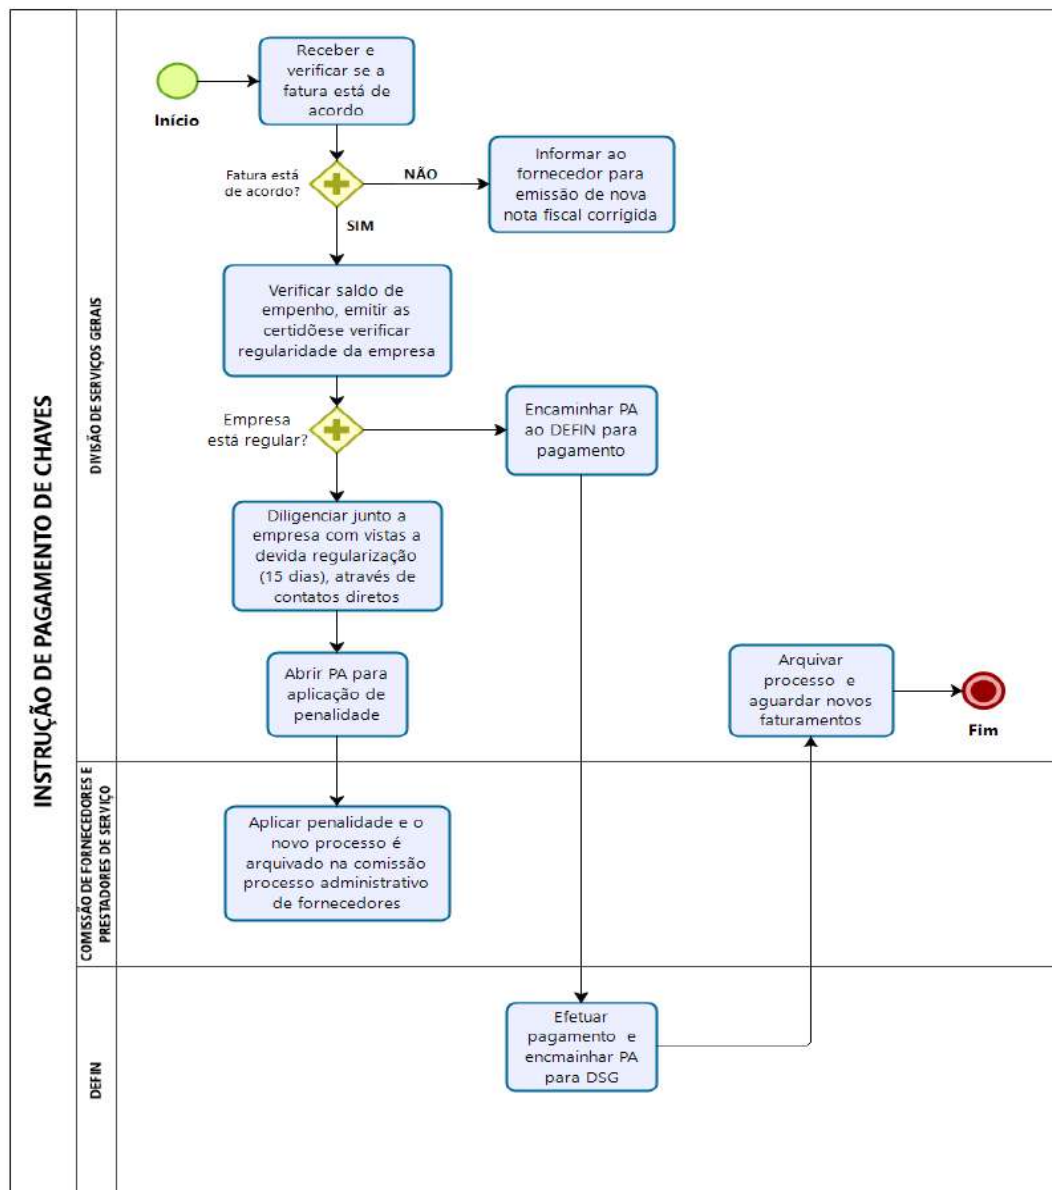 INSTRUÇÃO DE PAGAMENTO DE CHAVES
DIVISÃO DE SERVIÇOS GERAIS
Início
Receber e
verificar se a
fatura está de
acordo
Fatura está
de acordo?
NÃO
Informar ao
fornecedor para
emissão de nova
nota fiscal corrigida
SIM
Verificar saldo de
empenho, emitir as
certidõese verificar
regularidade da empresa
Empresa
está regular?
Encaminhar PA
ao DEFIN para
pagamento
Diligenciar junto a
empresa com vistas a
devida regularização
(15 dias), através de
contatos diretos
Abrir PA para
aplicação de
penalidade
Arquivar
processo e
aguardar novos
faturamentos
Fim
COMISSÃO DE FORNECEDORES E
PRESTADORES DE SERVIÇO
Aplicar penalidade e o
novo processo é
arquivado na comissão
processo administrativo
de fornecedores
DEFIN
Efetuar
pagamento e
encmainhar PA
para DSG